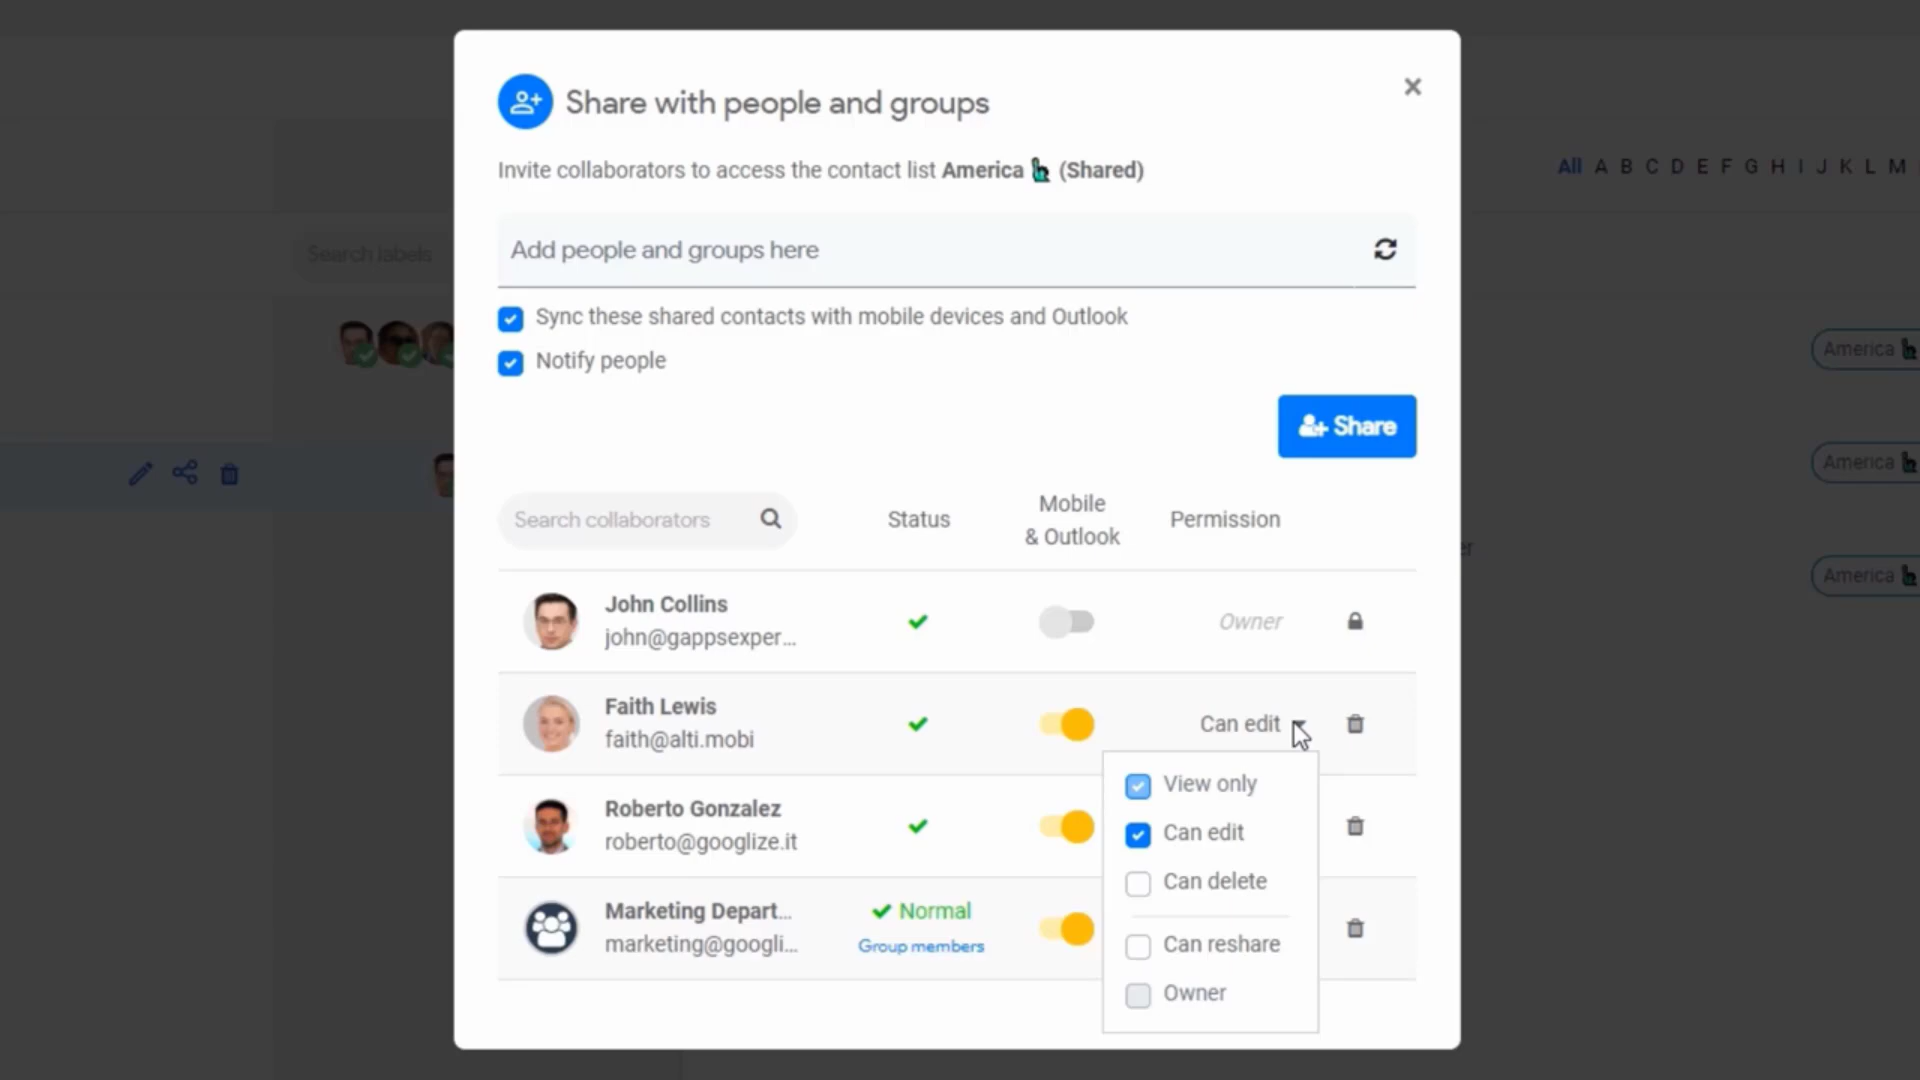 Share with people and groups
×
Invite collaborators to access the contact list America (Shared)
All A B C D E F G H I J K L M
Add people and groups here
Search labels
Sync these shared contacts with mobile devices and Outlook
Notify people
America
Share
America
Search collaborators
Status
Mobile
& Outlook
Permission
er
America
John Collins
john@gappsexper...
Owner
Faith Lewis
faith@alti.mobi
Can edit
View only
Can edit
Can delete
Can reshare
Owner
Roberto Gonzalez
roberto@googlize.it
Marketing Depart...
marketing@googli...
Normal
Group members